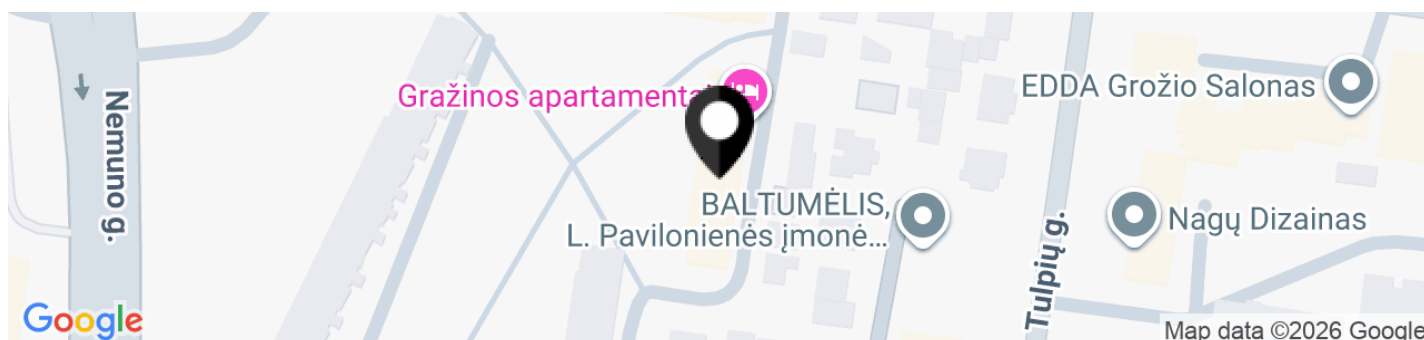 Nemuno g.
Gražinos apartamentai
EDDA Grožio Salonas
BALTUMĖLIS,
L. Pavilonienės įmonė...
Nagų Dizainas
Tulpių g.
Google
Map data ©2026 Google